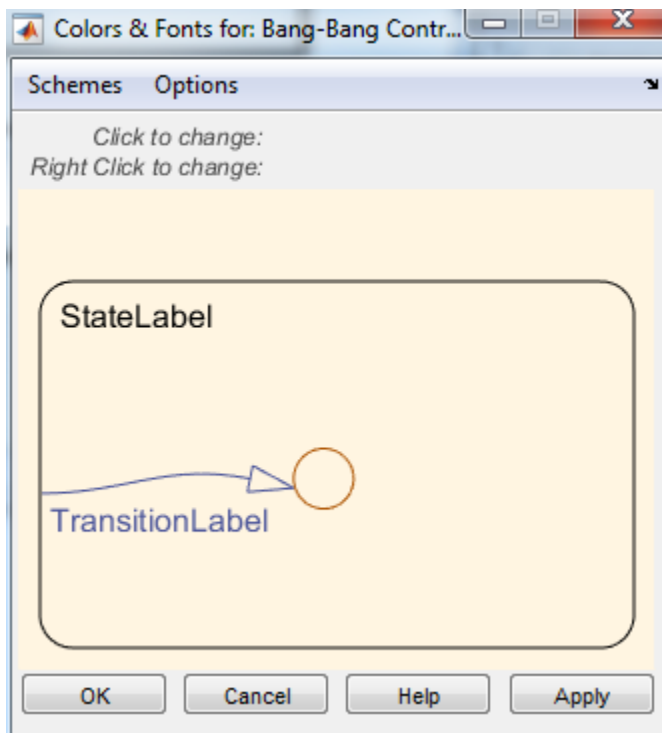 Colors & Fonts for: Bang-Bang Contr...
Schemes Options
Click to change:
Right Click to change:
StateLabel
TransitionLabel
OK Cancel Help Apply